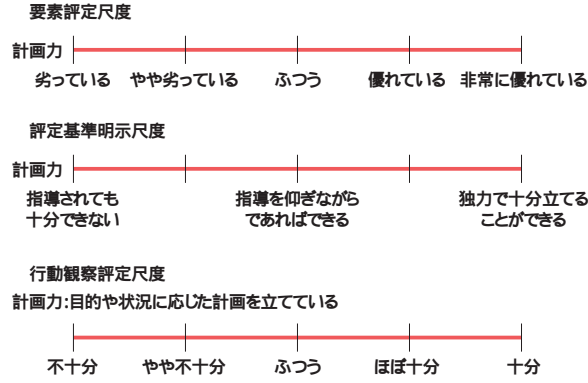 要素評定尺度
計画力
劣っている やや劣っている ふつう 優れている 非常に優れている
評定基準明示尺度
計画力
指導されても 指導を仰ぎながら 独力で十分立てる
十分できない であればできる ことができる
行動観察評定尺度
計画力:目的や状況に応じた計画を立てている
不十分 やや不十分 ふつう ほぼ十分 十分